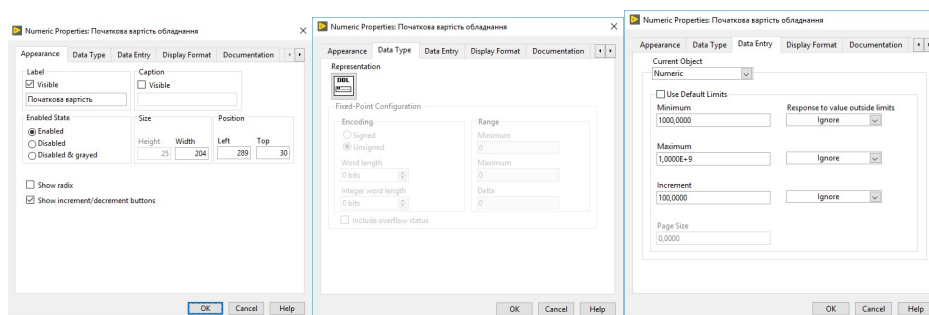 Numeric Properties: Початкова вартість обладнання
Appearance Data Type Data Entry Display Format Documentation
Label
Visible
Початкова вартість
Caption
Visible
Enabled State
Enabled
Disabled
Disabled & grayed
Size
Height Width
25 204
Position
Left Top
289 30
Show radix
Show increment/decrement buttons
OK Cancel Help
Numeric Properties: Початкова вартість обладнання
Appearance Data Type Data Entry Display Format Documentation
Representation
DBL
Fixed-Point Configuration
Encoding
Signed
Unsigned
Word length
0 bits
Integer word length
0 bits
Range
Minimum
0
Maximum
0
Delta
0
Include overflow status
OK Cancel Help
Numeric Properties: Початкова вартість обладнання
Appearance Data Type Data Entry Display Format Documentation
Current Object
Numeric
Use Default Limits
Minimum Response to value outside limits
1000,0000 Ignore
Maximum
1,0000E+9 Ignore
Increment
100,0000 Ignore
Page Size
0,0000
OK Cancel Help